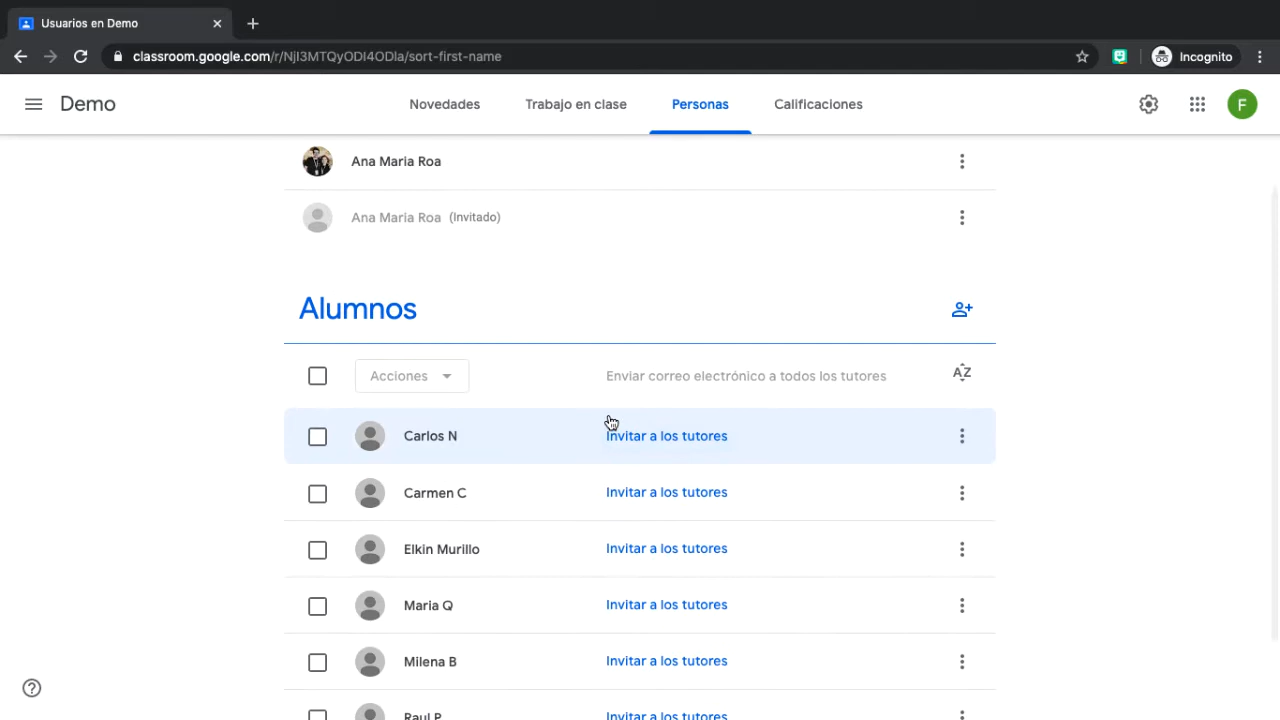 Usuarios en Demo
classroom.google.com/r/NjI3MTQyODI4ODIa/sort-first-name
Incognito
Demo
Novedades
Trabajo en clase
Personas
Calificaciones
F
Ana Maria Roa
Ana Maria Roa (Invitado)
Alumnos
Acciones
Enviar correo electrónico a todos los tutores
AZ
Carlos N
Invitar a los tutores
Carmen C
Invitar a los tutores
Elkin Murillo
Invitar a los tutores
Maria Q
Invitar a los tutores
Milena B
Invitar a los tutores
Raul P
Invitar a los tutores